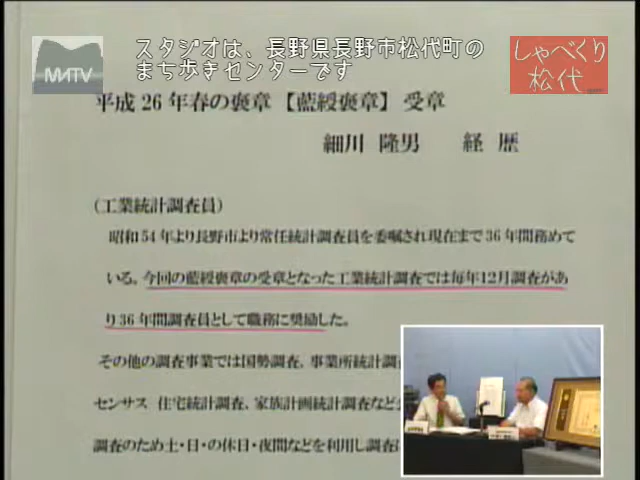 スタジオは、長野県長野市松代町の
まち歩きセンターです
MATV
しゃべくり
松代
平成26年春の褒章【藍綬褒章】受章
細川 隆男 経歴
(工業統計調査員)
昭和54年より長野市より常任統計調査員を委嘱され現在まで36年間務めて
いる。今回の藍綬褒章の受章となった工業統計調査では毎年12月調査があ
り36年間調査員として職務に奨励した。
その他の調査事業では国勢調査、事業所統計調
センサス 住宅統計調査、家族計画統計調査など
調査のため土・日・の休日・夜間などを利用し調査